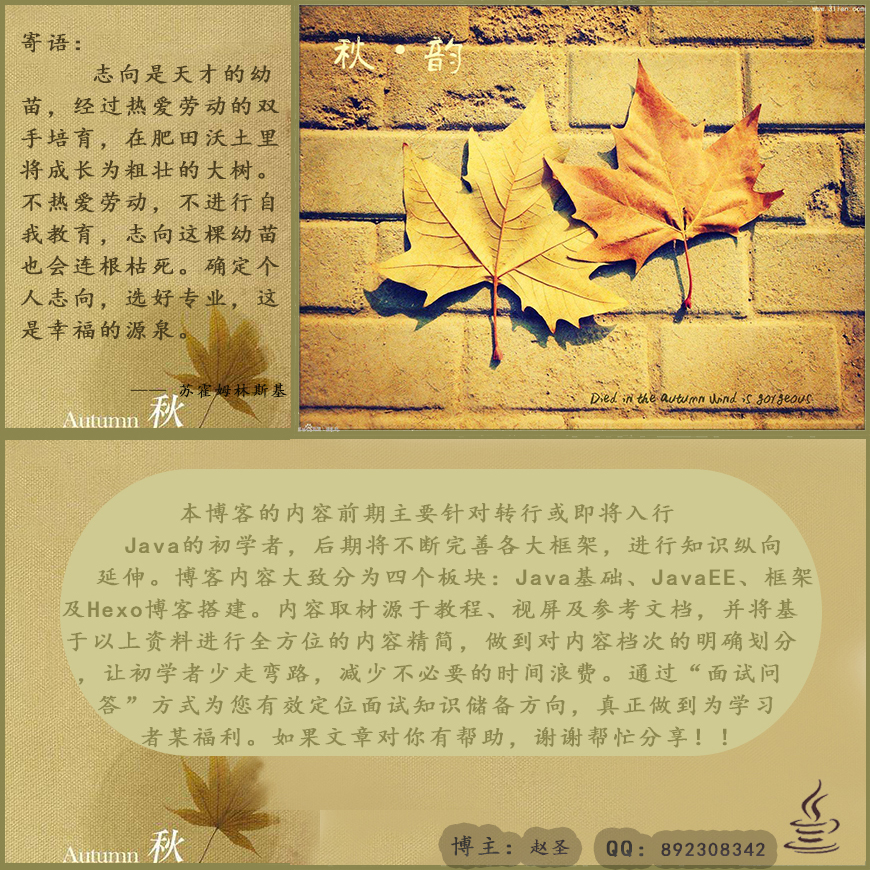 寄语：
志向是天才的幼
苗，经过热爱劳动的双
手培育，在肥田沃土里
将成长为粗壮的大树。
不热爱劳动，不进行自
我教育，志向这棵幼苗
也会连根枯死。确定个
人志向，选好专业，这
是幸福的源泉。
—— 苏霍姆林斯基
Autumn 秋
秋·韵
Died in the autumn wind is gorgeous
本博客的内容前期主要针对转行或即将入行
Java的初学者，后期将不断完善各大框架，进行知识纵向
延伸。博客内容大致分为四个板块：Java基础、JavaEE、框架
及Hexo博客搭建。内容取材源于教程、视屏及参考文档，并将基
于以上资料进行全方位的内容精简，做到对内容档次的明确划分
，让初学者少走弯路，减少不必要的时间浪费。通过“面试问
答”方式为您有效定位面试知识储备方向，真正做到为学习
者某福利。如果文章对你有帮助，谢谢帮忙分享！！
Autumn 秋
博主：赵圣
QQ：892308342